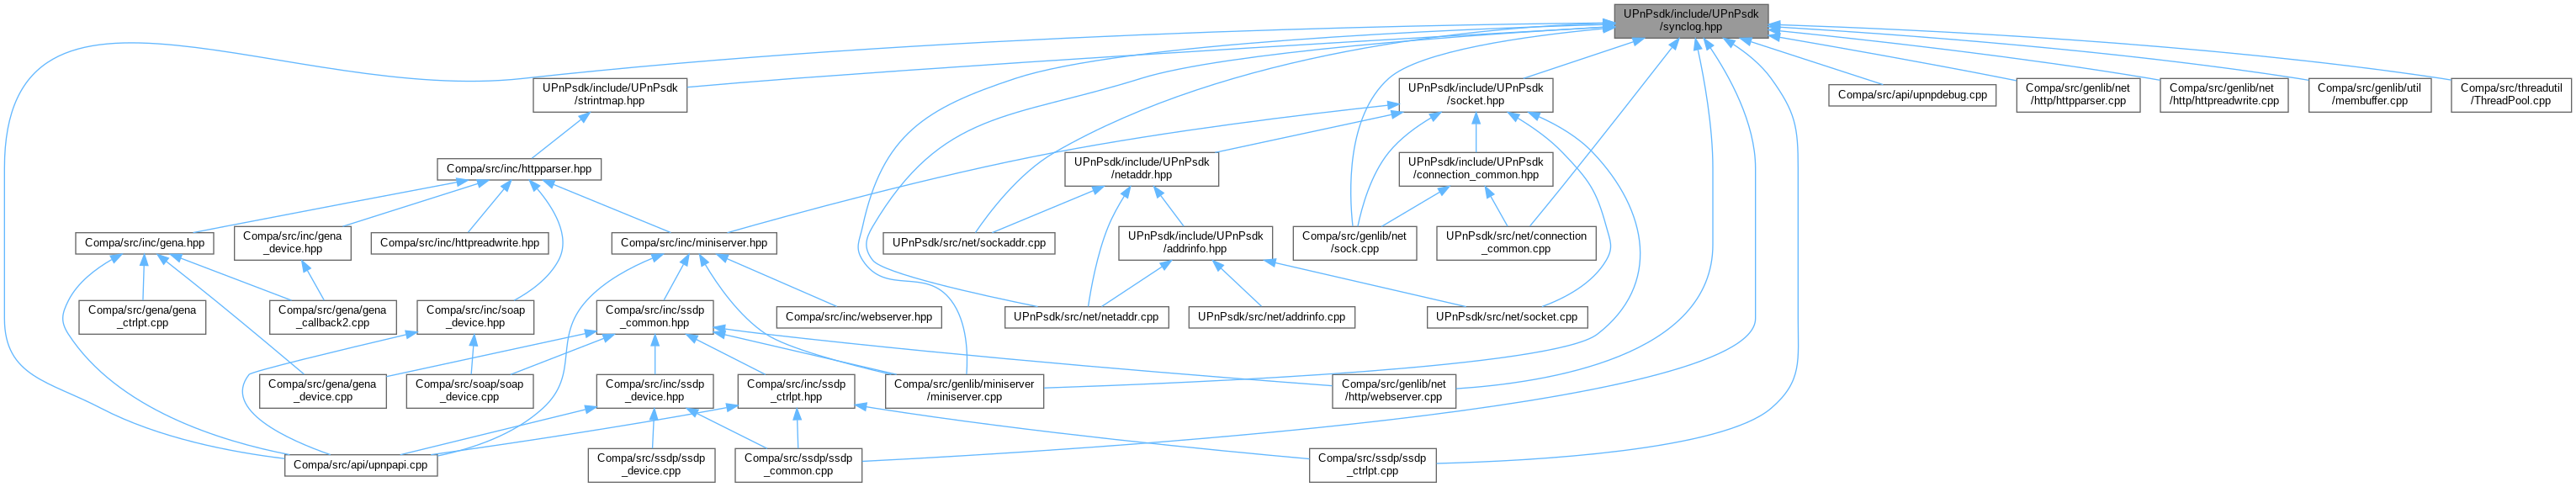 UPnPsdk/include/UPnPsdk
/synclog.hpp
UPnPsdk/include/UPnPsdk
/strintmap.hpp
UPnPsdk/include/UPnPsdk
/socket.hpp
Compa/src/api/upnpdebug.cpp
Compa/src/genlib/net
/http/httpparser.cpp
Compa/src/genlib/net
/http/httpreadwrite.cpp
Compa/src/genlib/util
/membuffer.cpp
Compa/src/threadutil
/ThreadPool.cpp
Compa/src/inc/httpparser.hpp
UPnPsdk/include/UPnPsdk
/netaddr.hpp
UPnPsdk/include/UPnPsdk
/connection_common.hpp
Compa/src/inc/gena.hpp
Compa/src/inc/gena
_device.hpp
Compa/src/inc/httpreadwrite.hpp
Compa/src/inc/miniserver.hpp
UPnPsdk/src/net/sockaddr.cpp
UPnPsdk/include/UPnPsdk
/addrinfo.hpp
Compa/src/genlib/net
/sock.cpp
UPnPsdk/src/net/connection
_common.cpp
Compa/src/gena/gena
_ctrlpt.cpp
Compa/src/gena/gena
_callback2.cpp
Compa/src/inc/soap
_device.hpp
Compa/src/inc/ssdp
_common.hpp
Compa/src/inc/webserver.hpp
UPnPsdk/src/net/netaddr.cpp
UPnPsdk/src/net/addrinfo.cpp
UPnPsdk/src/net/socket.cpp
Compa/src/gena/gena
_device.cpp
Compa/src/soap/soap
_device.cpp
Compa/src/inc/ssdp
_device.hpp
Compa/src/inc/ssdp
_ctrlpt.hpp
Compa/src/genlib/miniserver
/miniserver.cpp
Compa/src/genlib/net
/http/webserver.cpp
Compa/src/api/upnpapi.cpp
Compa/src/ssdp/ssdp
_device.cpp
Compa/src/ssdp/ssdp
_common.cpp
Compa/src/ssdp/ssdp
_ctrlpt.cpp